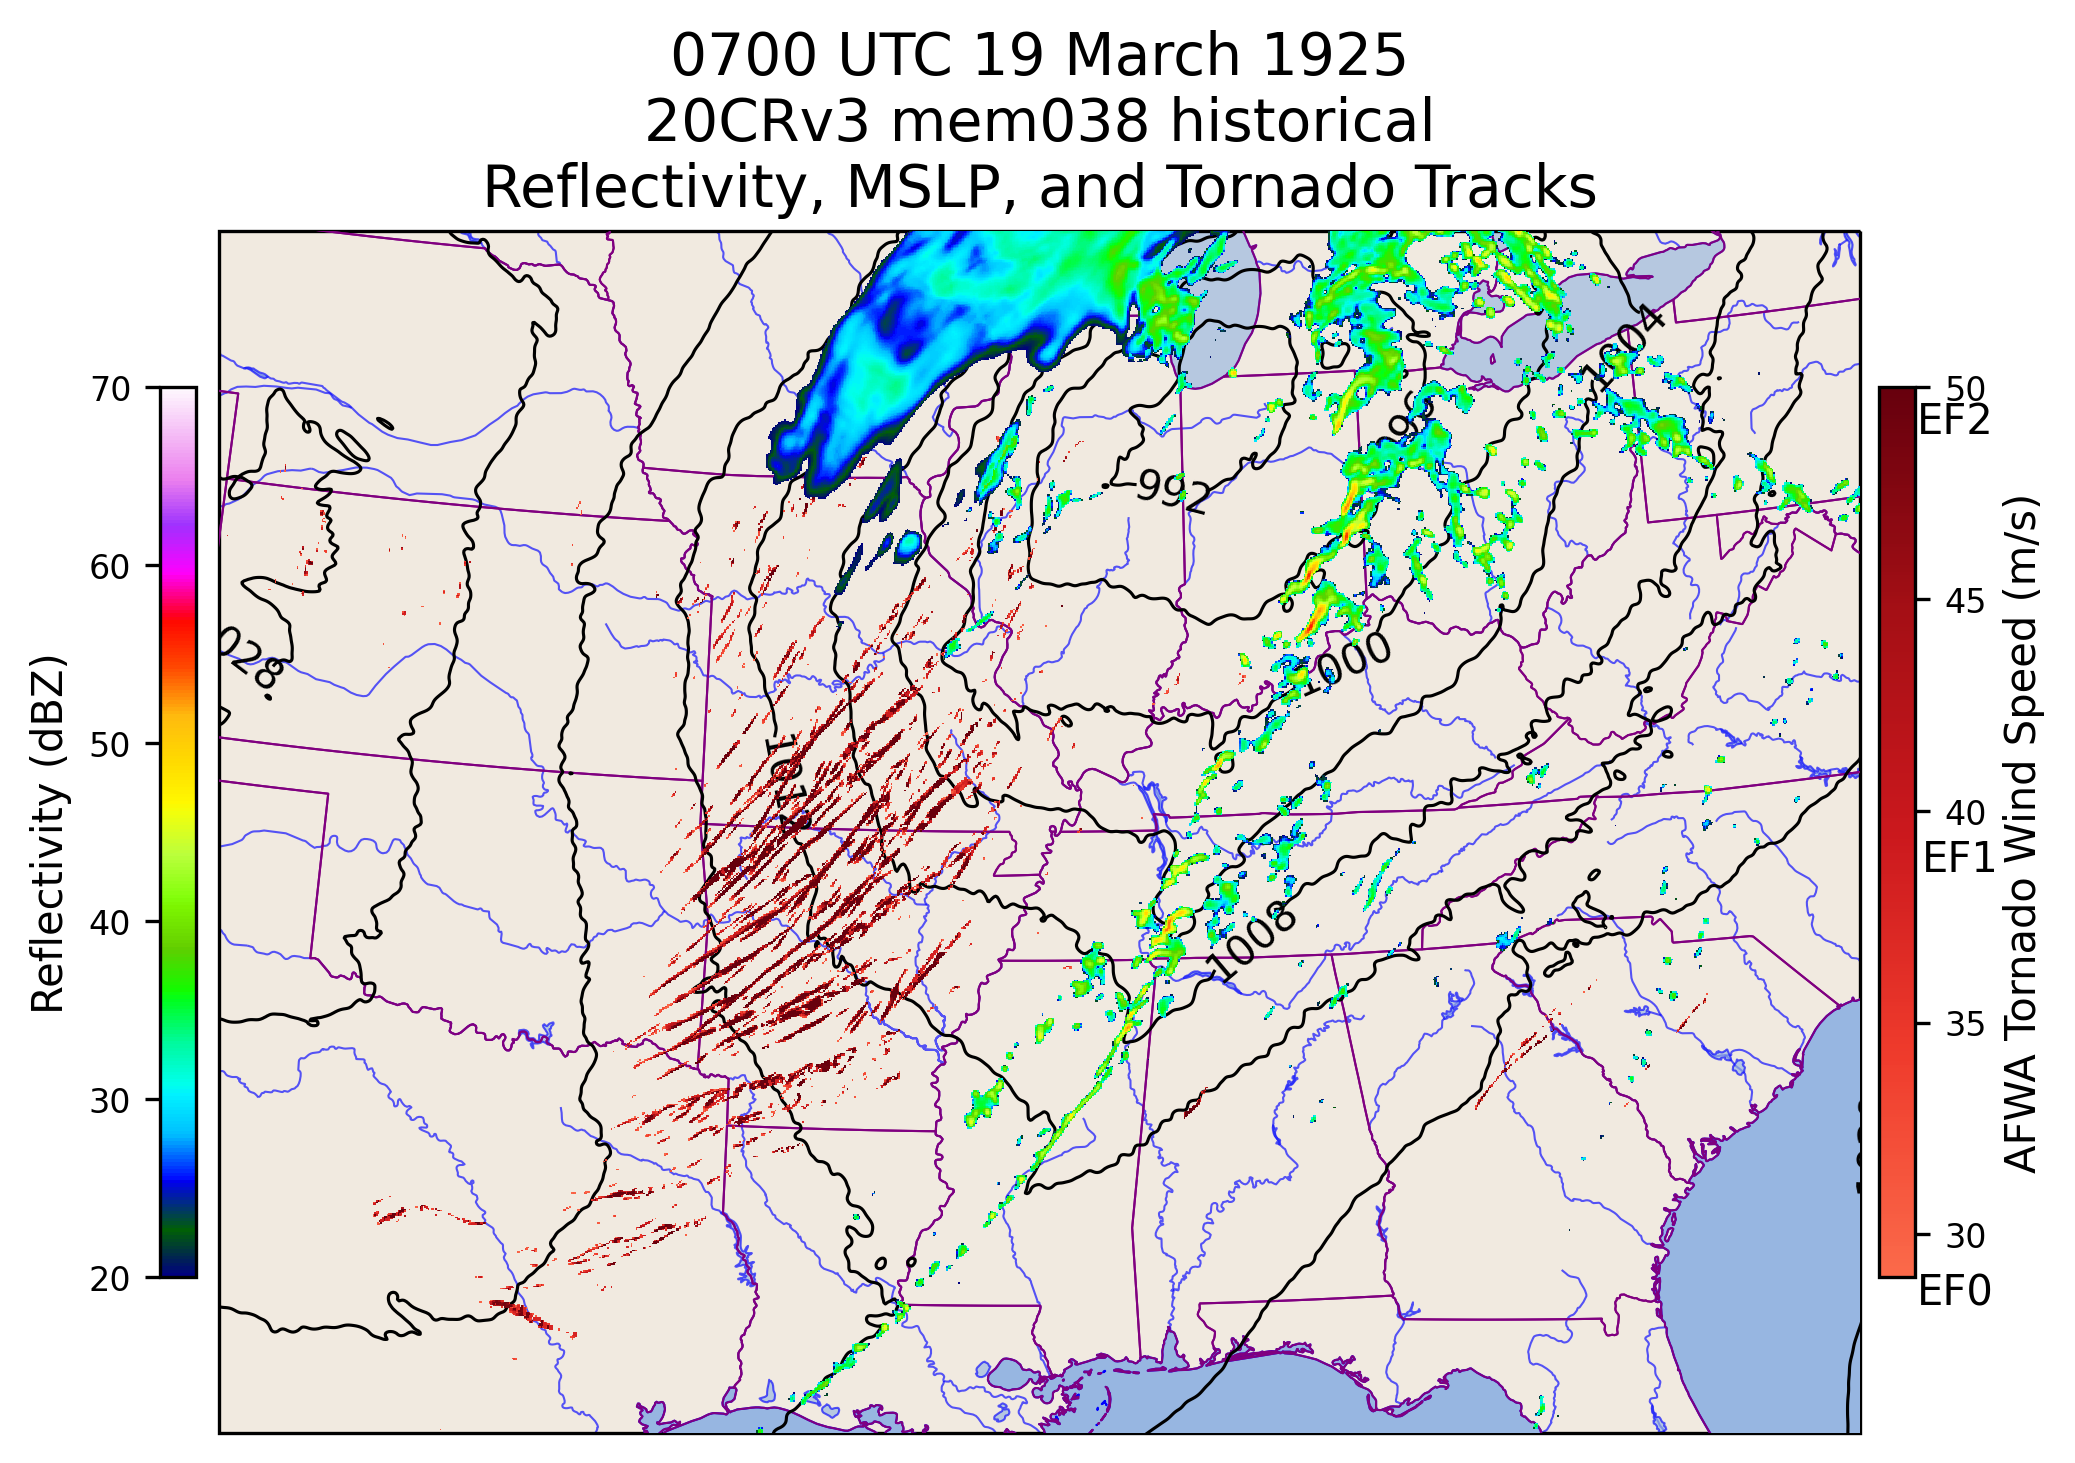 0700 UTC 19 March 1925
20CRv3 mem038 historical
Reflectivity, MSLP, and Tornado Tracks
Reflectivity (dBZ)
70
60
50
40
30
20
1004
992
1000
1008
1012
028
50
EF2
45
40
EF1
35
30
EF0
AFWA Tornado Wind Speed (m/s)